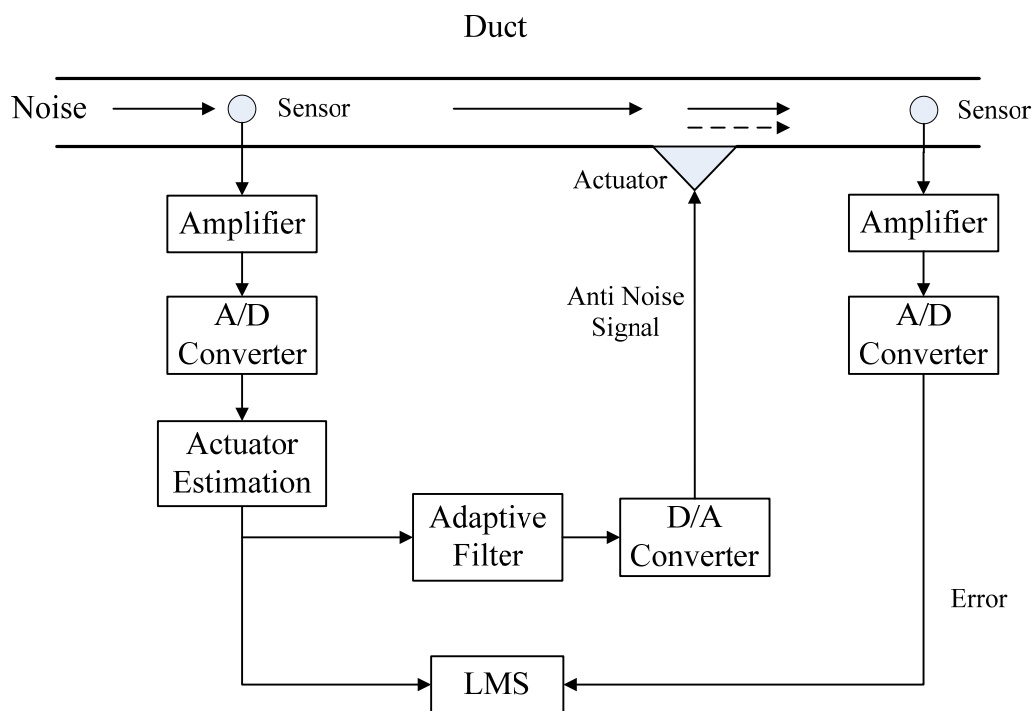 Duct
Noise
Sensor
Sensor
Actuator
Amplifier
Amplifier
Anti Noise
Signal
A/D
Converter
A/D
Converter
Actuator
Estimation
Adaptive
Filter
D/A
Converter
Error
LMS